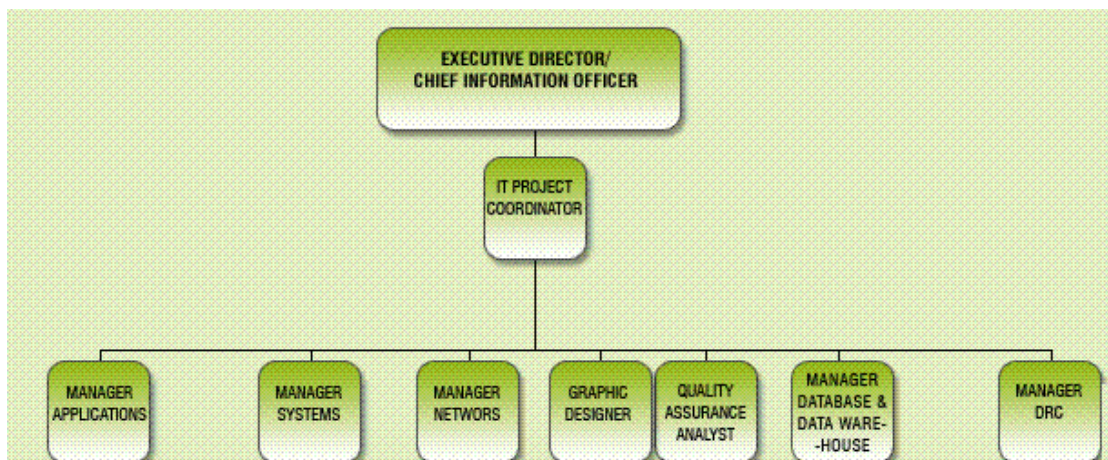 EXECUTIVE DIRECTOR/
CHIEF INFORMATION OFFICER
IT PROJECT
COORDINATOR
MANAGER
APPLICATIONS
MANAGER
SYSTEMS
MANAGER
NETWORS
GRAPHIC
DESIGNER
QUALITY
ASSURANCE
ANALYST
MANAGER
DATABASE &
DATA WARE-
-HOUSE
MANAGER
DRC